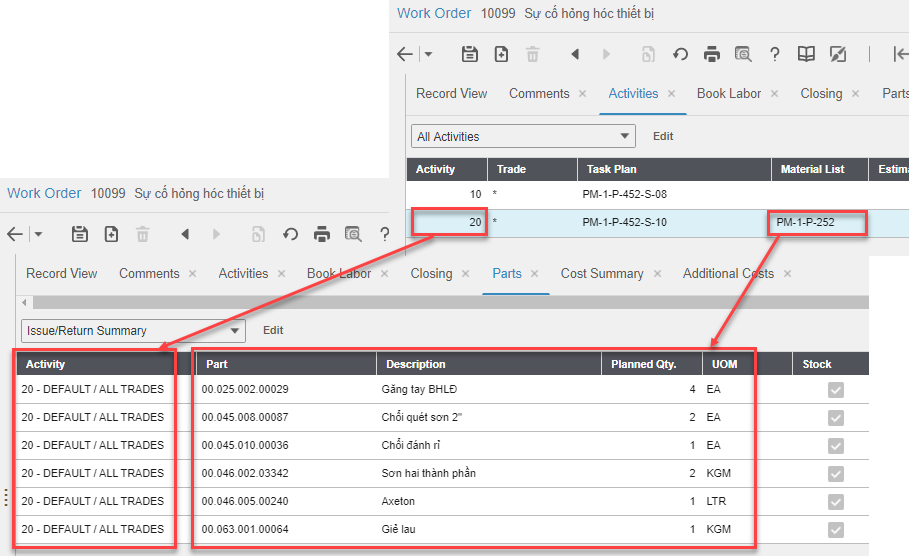 Work Order 10099 Sự cố hỏng hóc thiết bị
Record View Comments × Activities × Book Labor × Closing × Parts
All Activities Edit
Activity Trade Task Plan Material List Estima
10 * PM-1-P-452-S-08
20 * PM-1-P-452-S-10 PM-1-P-252
Work Order 10099 Sự cố hỏng hóc thiết bị
Record View Comments × Activities × Book Labor × Closing × Parts × Cost Summary × Additional Costs ×
Issue/Return Summary Edit
Activity Part Description Planned Qty. UOM Stock
20 - DEFAULT / ALL TRADES 00.025.002.00029 Găng tay BHLĐ 4 EA
20 - DEFAULT / ALL TRADES 00.045.008.00087 Chổi quét sơn 2" 2 EA
20 - DEFAULT / ALL TRADES 00.045.010.00036 Chổi đánh rỉ 1 EA
20 - DEFAULT / ALL TRADES 00.046.002.03342 Sơn hai thành phần 2 KGM
20 - DEFAULT / ALL TRADES 00.046.005.00240 Axeton 1 LTR
20 - DEFAULT / ALL TRADES 00.063.001.00064 Giẻ lau 1 KGM